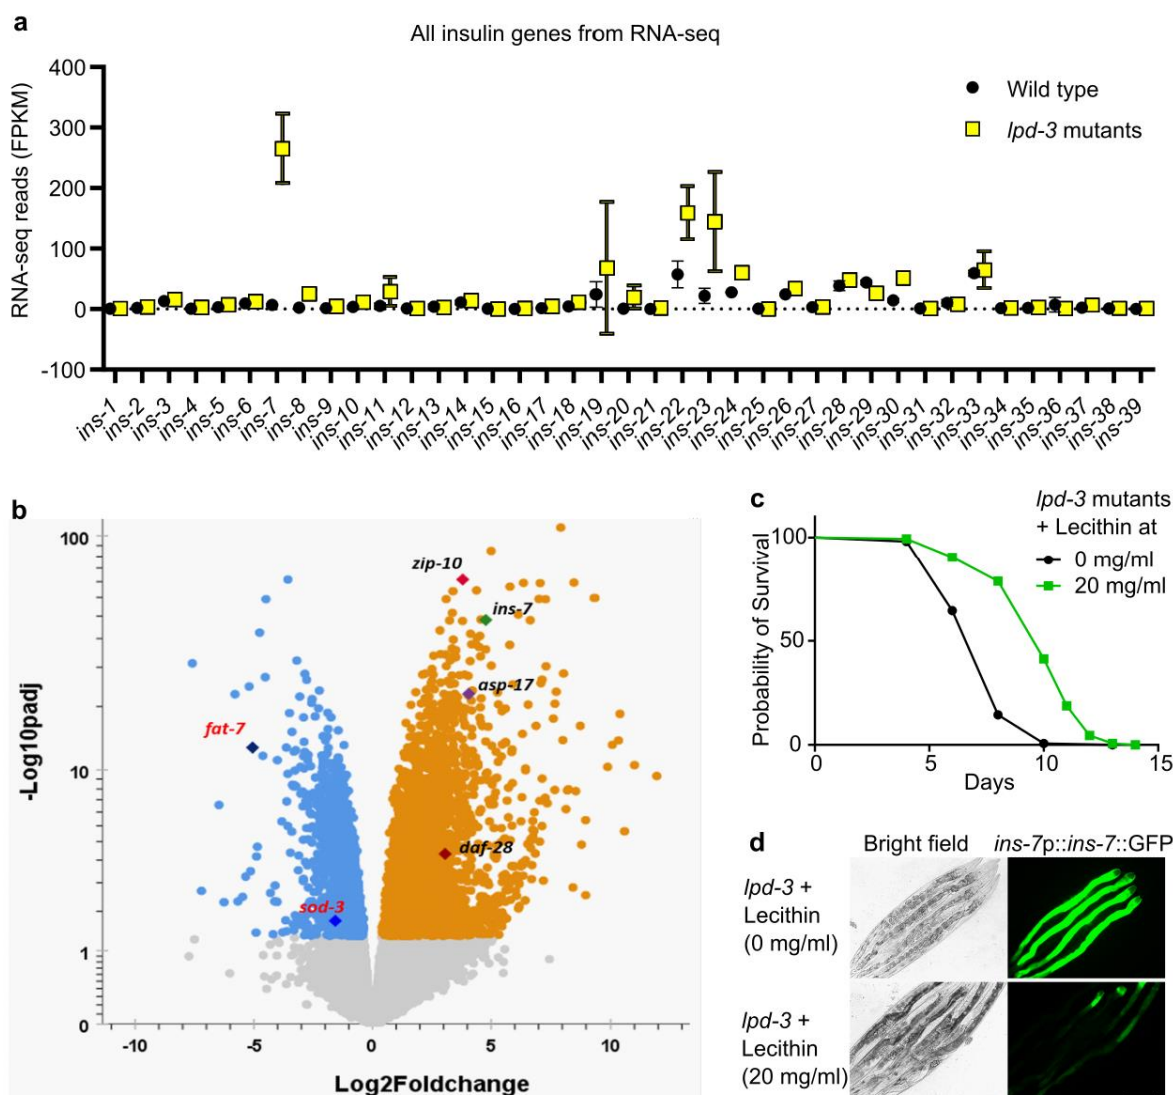 a
All insulin genes from RNA-seq
RNA-seq reads (FPKM)
400
300
200
100
0
-100
Wild type
lpd-3 mutants
ins-1
ins-2
ins-3
ins-4
ins-5
ins-6
ins-7
ins-8
ins-9
ins-10
ins-11
ins-12
ins-13
ins-14
ins-15
ins-16
ins-17
ins-18
ins-19
ins-20
ins-21
ins-22
ins-23
ins-24
ins-25
ins-26
ins-27
ins-28
ins-29
ins-30
ins-31
ins-32
ins-33
ins-34
ins-35
ins-36
ins-37
ins-38
ins-39
b
-Log10padj
100
10
1
0
zip-10
ins-7
asp-17
fat-7
daf-28
sod-3
-10
-5
0
5
10
Log2Foldchange
c
lpd-3 mutants
+ Lecithin at
0 mg/ml
20 mg/ml
Probability of Survival
100
50
0
0
5
10
15
Days
d
Bright field
ins-7p::ins-7::GFP
lpd-3 +
Lecithin
(0 mg/ml)
lpd-3 +
Lecithin
(20 mg/ml)